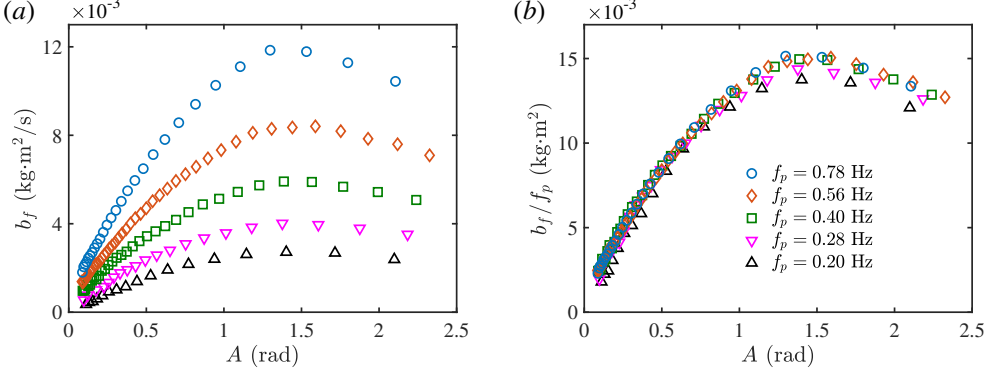 (a)
×10⁻³
12
8
4
0
b_f (kg·m²/s)
0 0.5 1 1.5 2 2.5
A (rad)
(b)
×10⁻³
15
10
5
0
b_f/f_p (kg·m²)
f_p = 0.78 Hz
f_p = 0.56 Hz
f_p = 0.40 Hz
f_p = 0.28 Hz
f_p = 0.20 Hz
0 0.5 1 1.5 2 2.5
A (rad)